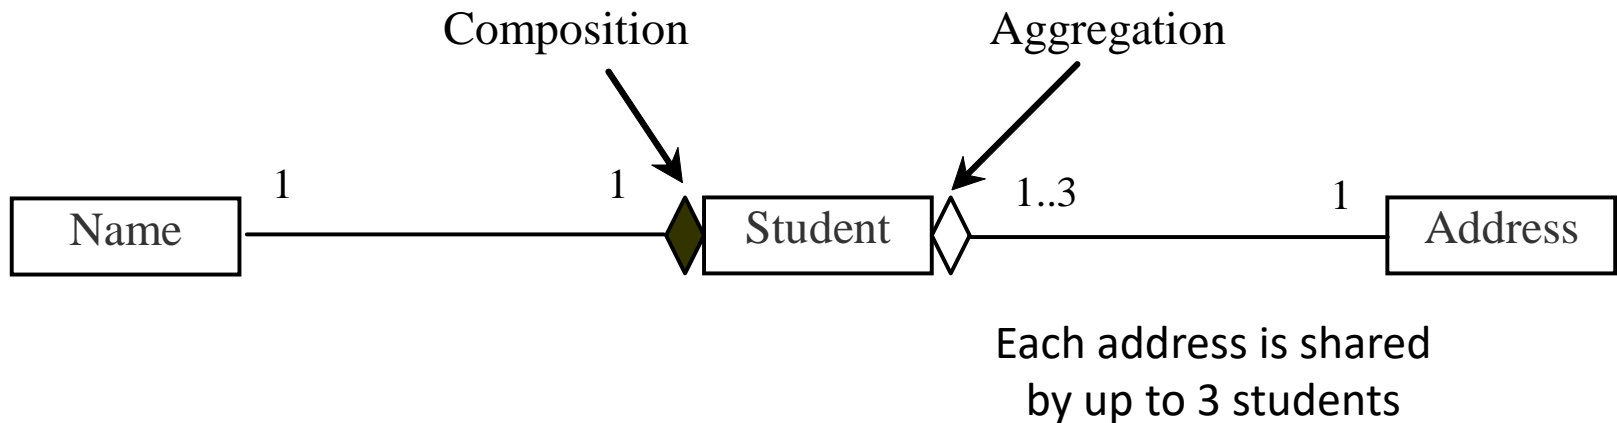 Composition
Aggregation
1
1
1..3
1
Name
Student
Address
Each address is shared
by up to 3 students